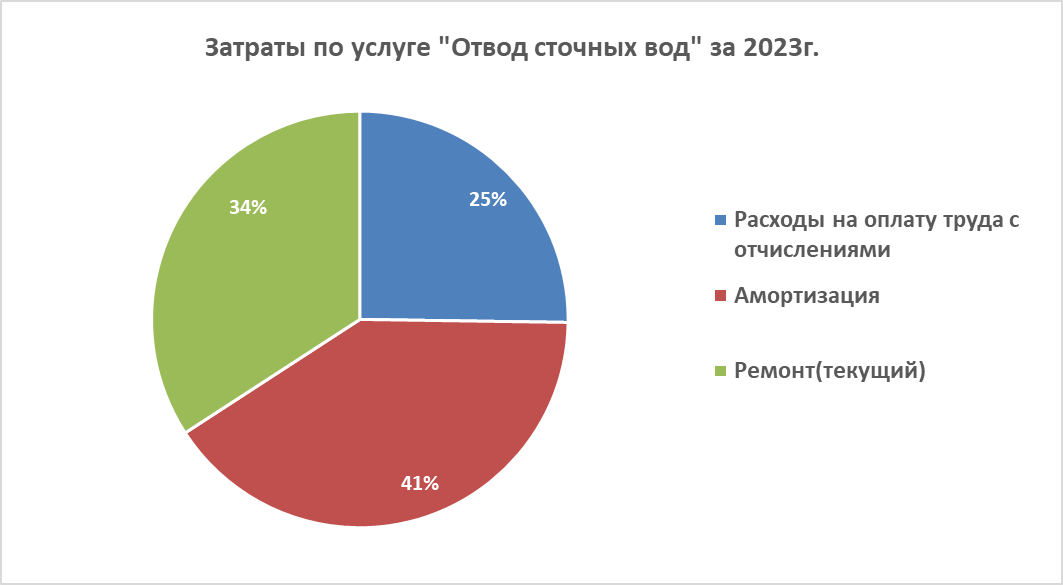 Затраты по услуге "Отвод сточных вод" за 2023г.
25%
34%
41%
Расходы на оплату труда с
отчислениями
Амортизация
Ремонт(текущий)